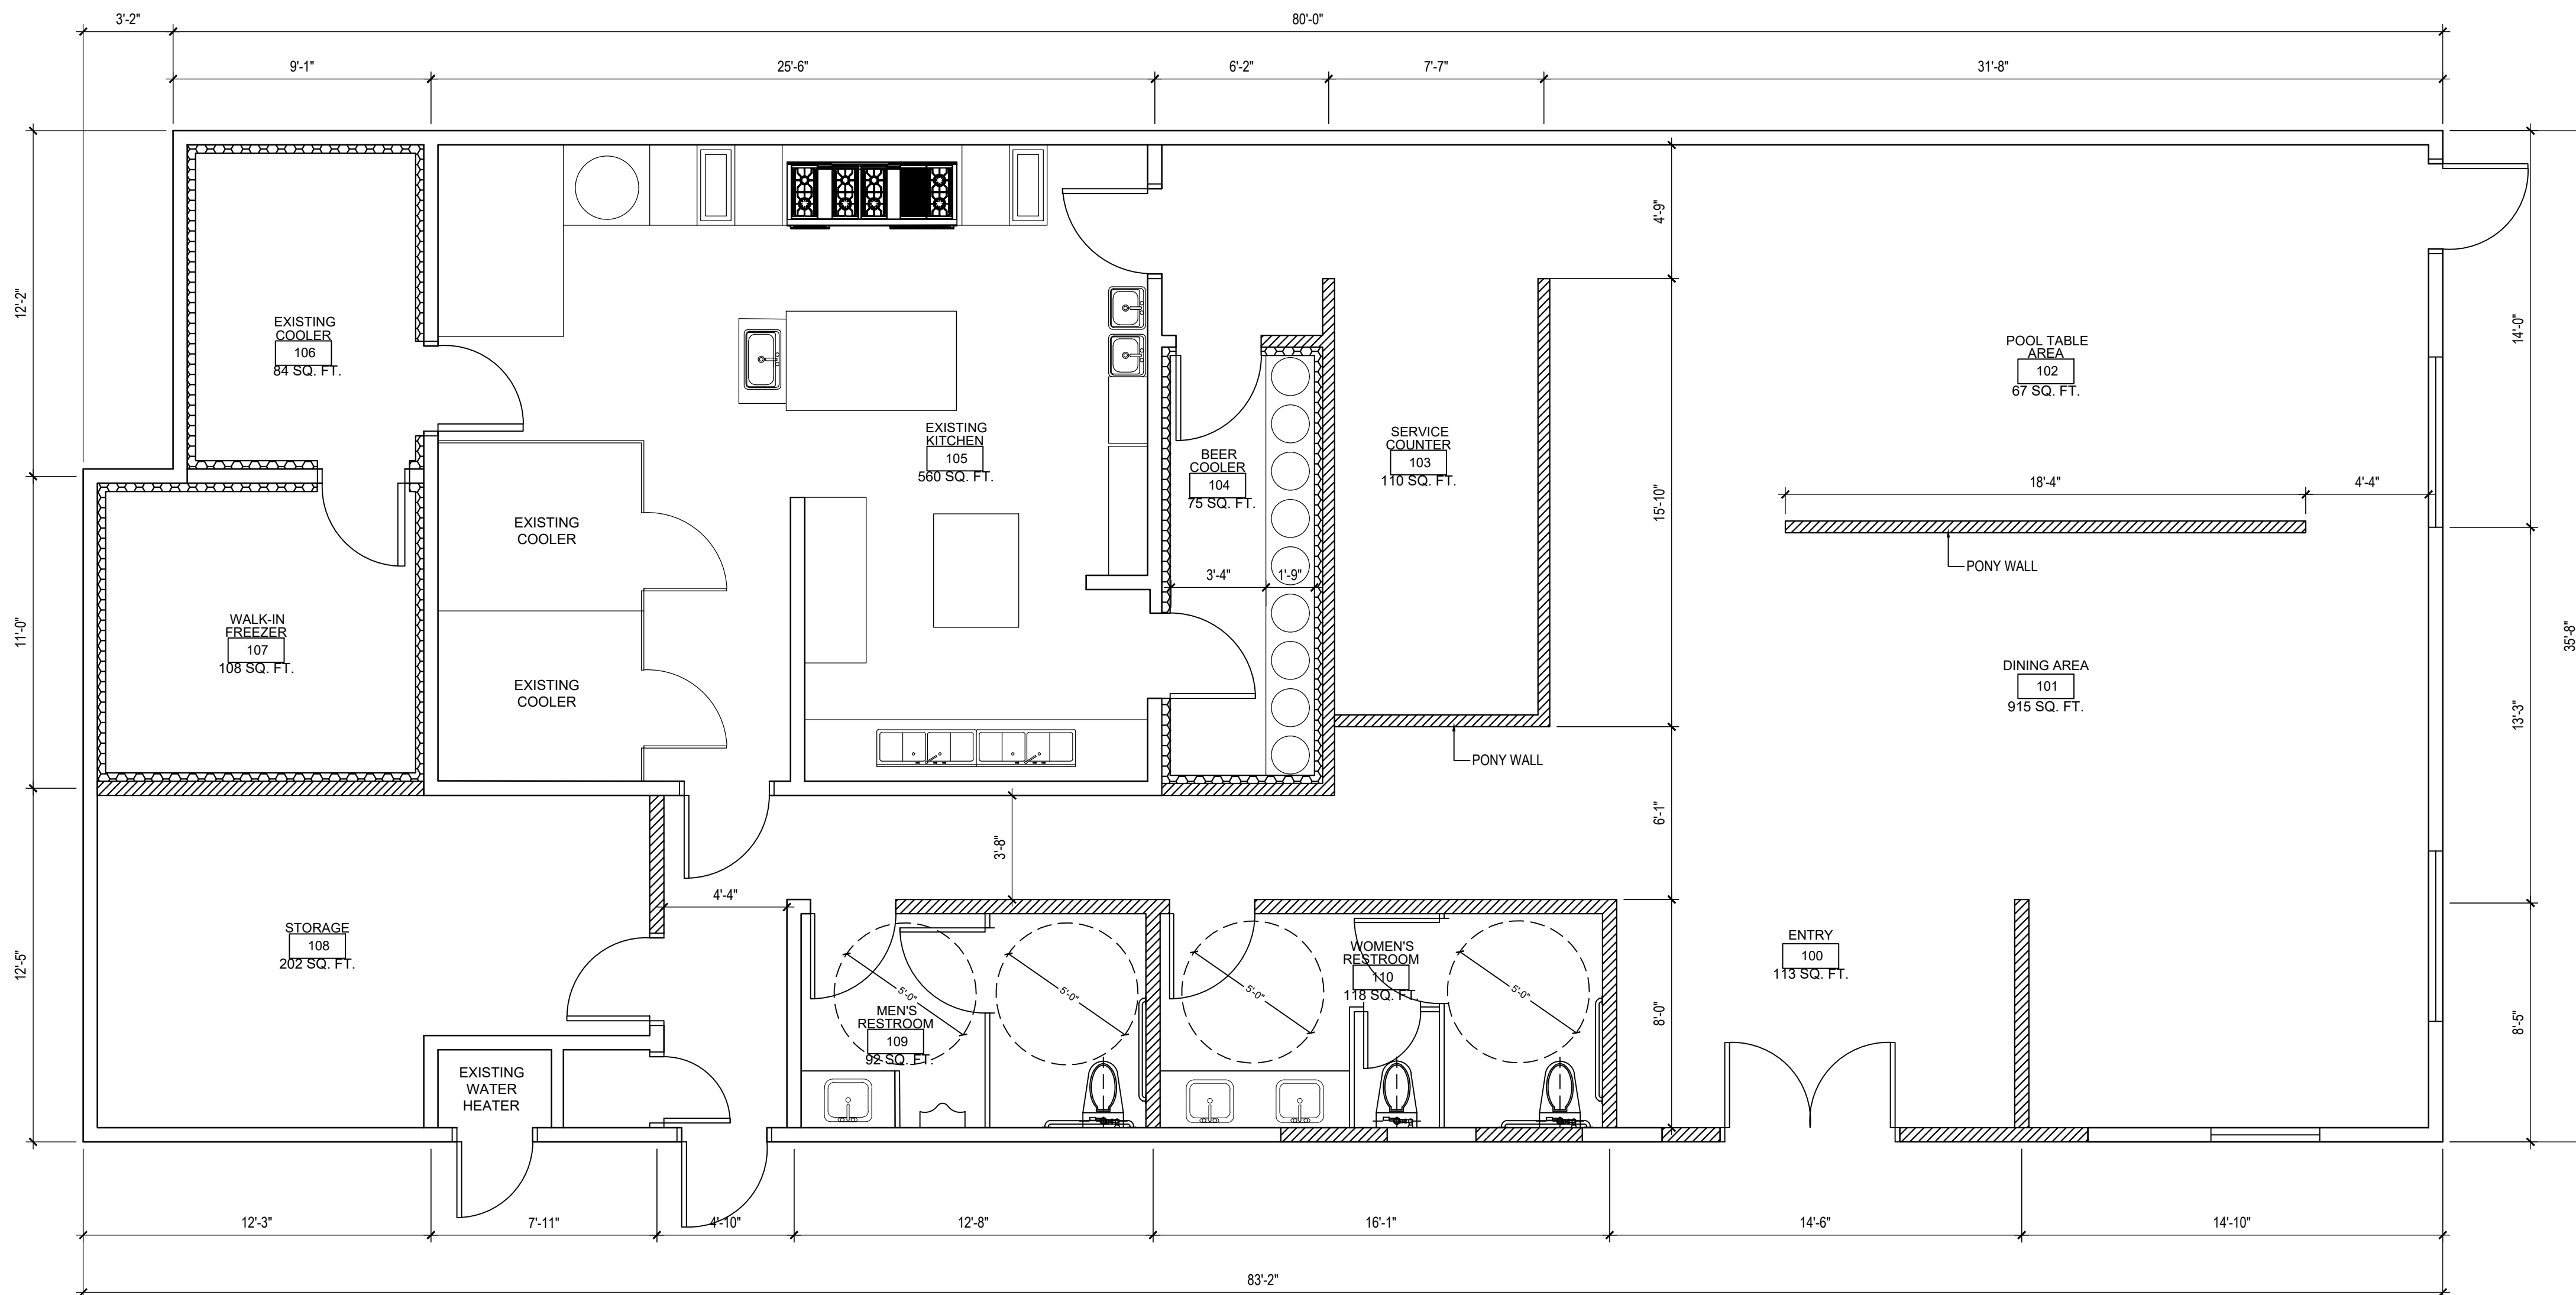 3'-2"
80'-0"
9'-1"
25'-6"
6'-2"
7'-7"
31'-8"
12'-2"
11'-0"
12'-5"
EXISTING
COOLER
106
84 SQ. FT.
WALK-IN
FREEZER
107
108 SQ. FT.
STORAGE
108
202 SQ. FT.
EXISTING
WATER
HEATER
EXISTING
COOLER
EXISTING
COOLER
EXISTING
KITCHEN
105
560 SQ. FT.
BEER
COOLER
104
75 SQ. FT.
3'-4"
1'-9"
SERVICE
COUNTER
103
110 SQ. FT.
PONY WALL
4'-9"
15'-10"
6'-1"
8'-0"
POOL TABLE
AREA
102
67 SQ. FT.
18'-4"
4'-4"
PONY WALL
DINING AREA
101
915 SQ. FT.
14'-0"
13'-3"
8'-5"
35'-8"
3'-8"
4'-4"
MEN'S
RESTROOM
109
92 SQ. FT.
5'-0"
5'-0"
WOMEN'S
RESTROOM
110
118 SQ. FT.
5'-0"
5'-0"
ENTRY
100
113 SQ. FT.
12'-3"
7'-11"
4'-10"
12'-8"
16'-1"
14'-6"
14'-10"
83'-2"